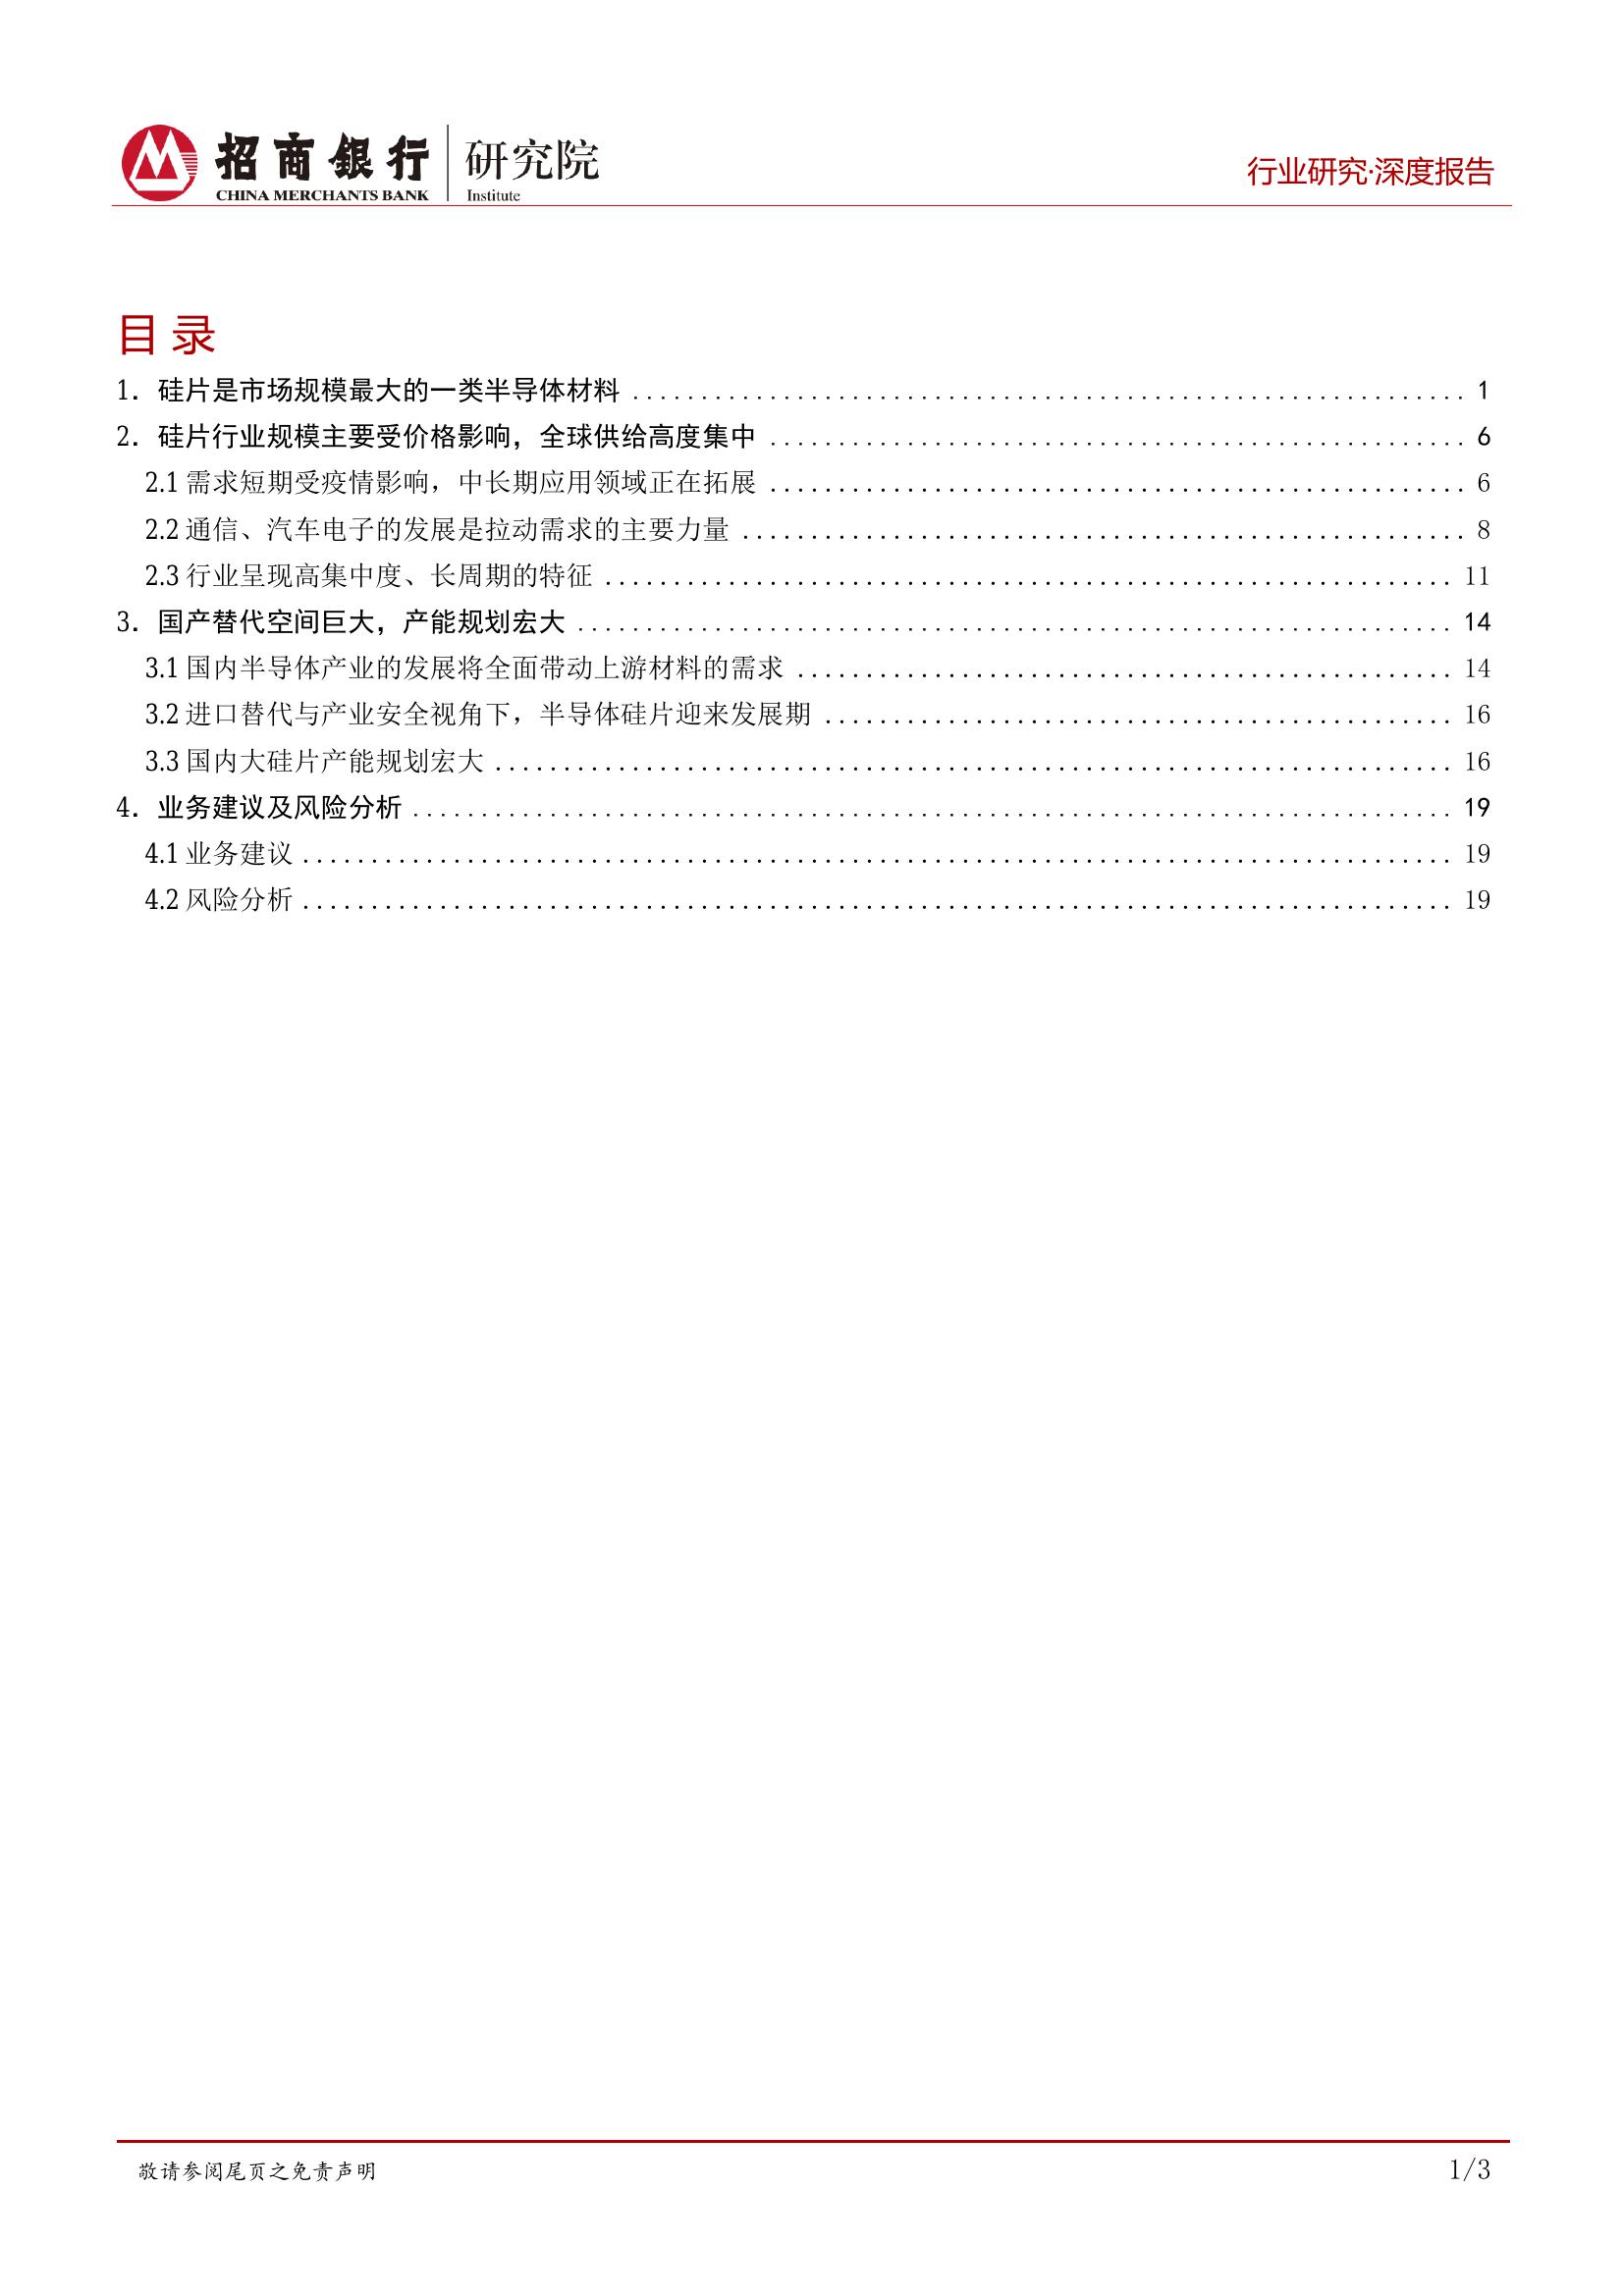 招商銀行 研究院
CHINA MERCHANTS BANK Institute
行业研究·深度报告
目 录
1. 硅片是市场规模最大的一类半导体材料 1
2. 硅片行业规模主要受价格影响，全球供给高度集中 6
2.1 需求短期受疫情影响，中长期应用领域正在拓展 6
2.2 通信、汽车电子的发展是拉动需求的主要力量 8
2.3 行业呈现高集中度、长周期的特征 11
3. 国产替代空间巨大，产能规划宏大 14
3.1 国内半导体产业的发展将全面带动上游材料的需求 14
3.2 进口替代与产业安全视角下，半导体硅片迎来发展期 16
3.3 国内大硅片产能规划宏大 16
4. 业务建议及风险分析 19
4.1 业务建议 19
4.2 风险分析 19
敬请参阅尾页之免责声明
1/3